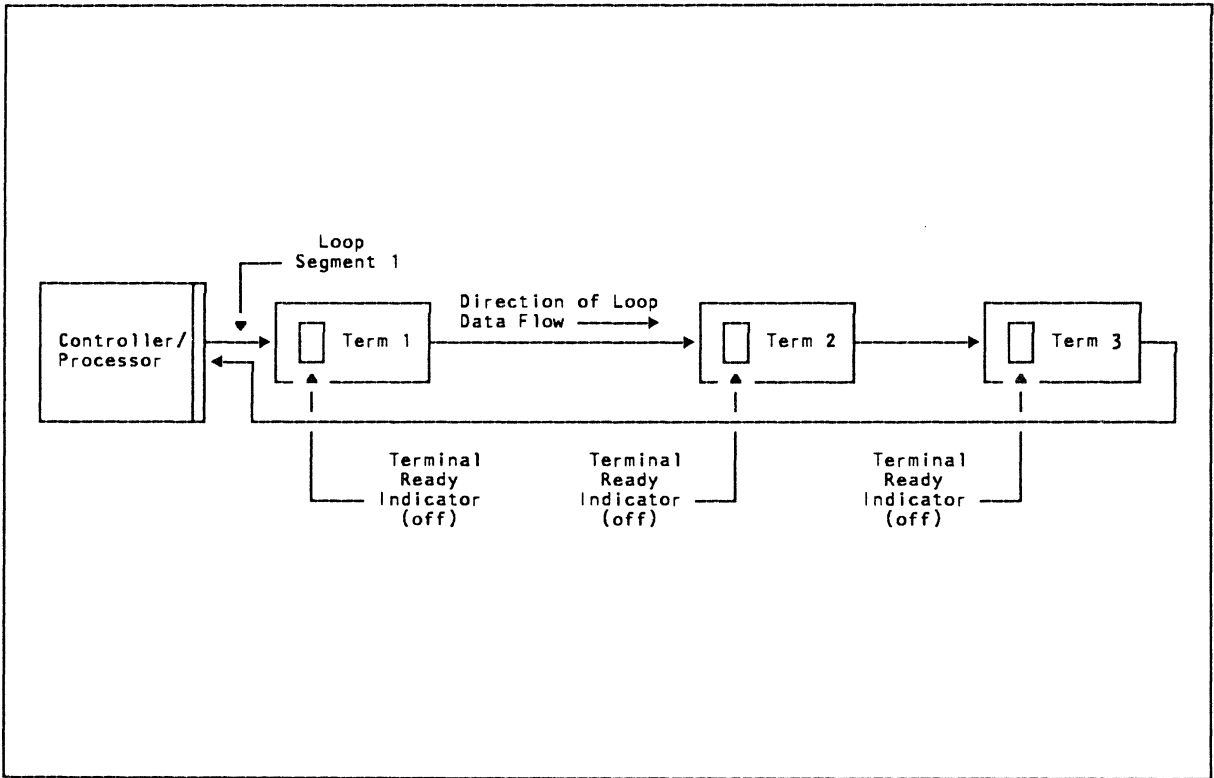 Loop
Segment 1
Controller/
Processor
Term 1
Direction of Loop
Data Flow
Term 2
Term 3
Terminal
Ready
Indicator
(off)
Terminal
Ready
Indicator
(off)
Terminal
Ready
Indicator
(off)